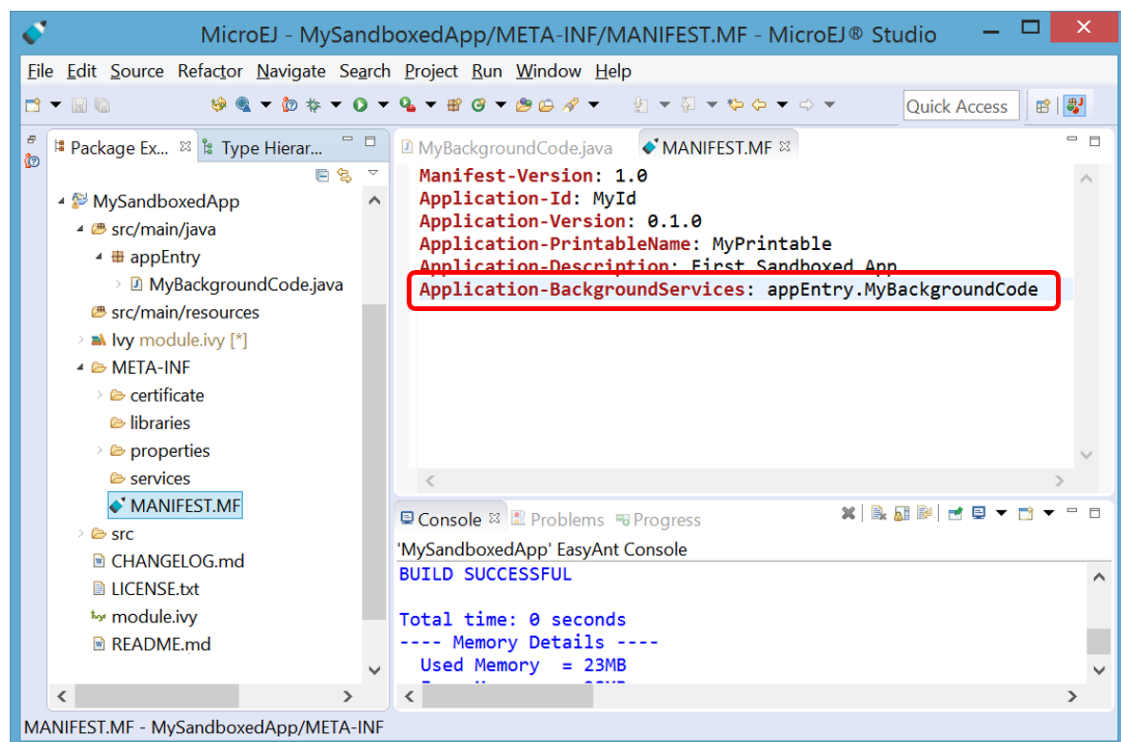 MicroEJ - MySandboxedApp/META-INF/MANIFEST.MF - MicroEJ® Studio
File Edit Source Refactor Navigate Search Project Run Window Help
Quick Access
Package Ex... Type Hierar...
MySandboxedApp
src/main/java
appEntry
MyBackgroundCode.java
src/main/resources
Ivy module.ivy [*]
META-INF
certificate
libraries
properties
services
MANIFEST.MF
src
CHANGELOG.md
LICENSE.txt
module.ivy
README.md
MyBackgroundCode.java MANIFEST.MF
Manifest-Version: 1.0
Application-Id: MyId
Application-Version: 0.1.0
Application-PrintableName: MyPrintable
Application-Description: First Sandboxed App
Application-BackgroundServices: appEntry.MyBackgroundCode
Console Problems Progress
'MySandboxedApp' EasyAnt Console
BUILD SUCCESSFUL
Total time: 0 seconds
---- Memory Details ----
Used Memory = 23MB
MANIFEST.MF - MySandboxedApp/META-INF